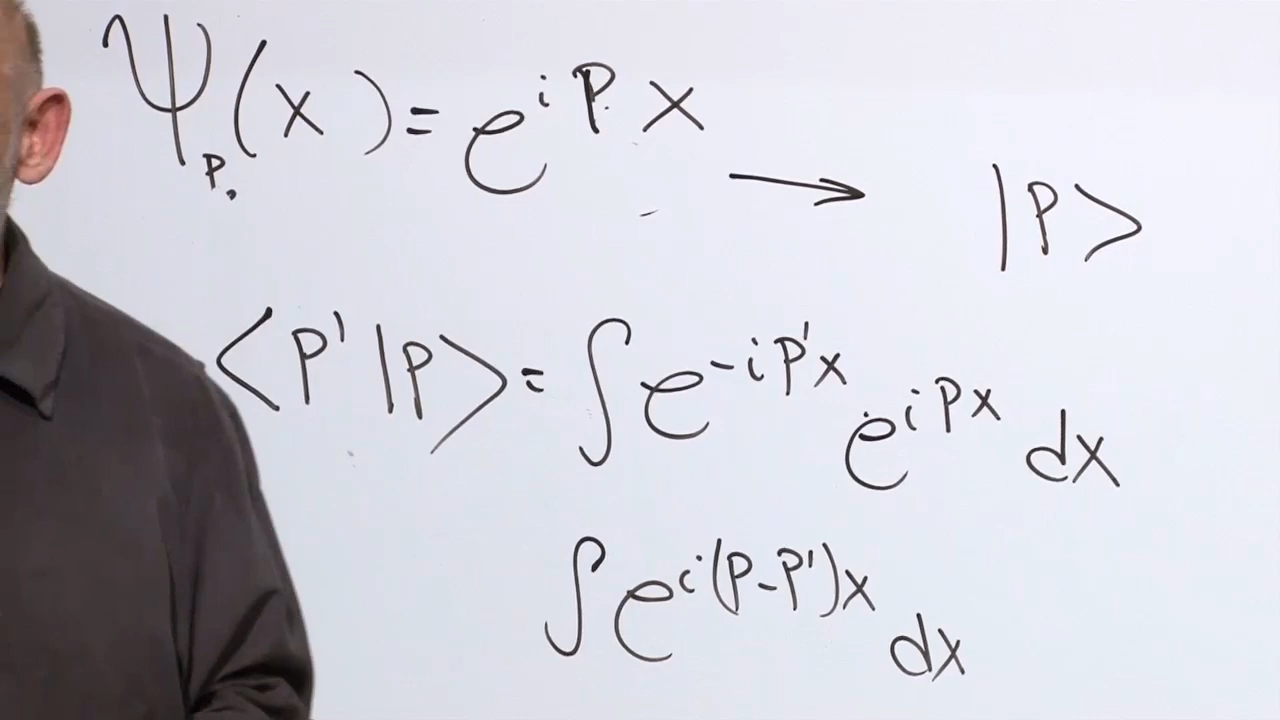 Ψₚ(x) = e^{iPx} → |P>
<P'|P> = ∫ e^{-iP'x} e^{iPx} dx
∫ e^{i(P-P')x} dx